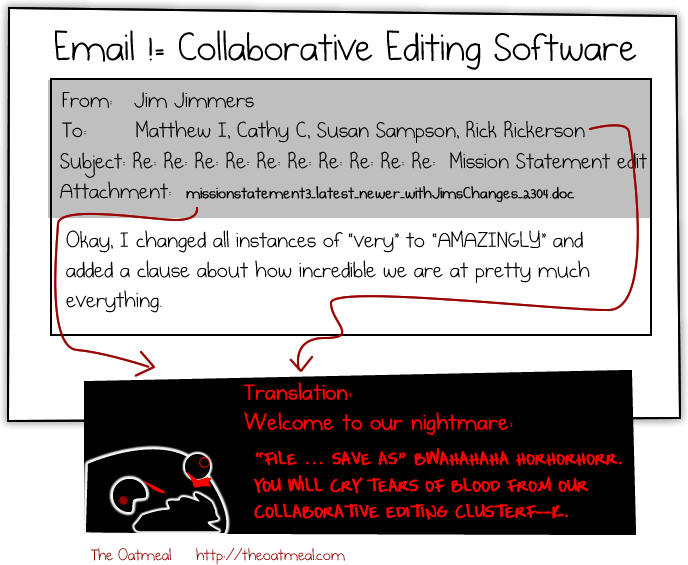 Email != Collaborative Editing Software
From: Jim Jimmers
To: Matthew I, Cathy C, Susan Sampson, Rick Rickerson
Subject: Re: Re: Re: Re: Re: Re: Re: Re: Re: Re: Mission Statement edit
Attachment: missionstatement3_latest_newer_withJimsChanges_2304.doc
Okay, I changed all instances of "very" to "AMAZINGLY" and
added a clause about how incredible we are at pretty much
everything.
Translation:
Welcome to our nightmare:
"FILE ... SAVE AS" BWAHAHAHA HORHORHORR.
YOU WILL CRY TEARS OF BLOOD FROM OUR
COLLABORATIVE EDITING CLUSTERF--K.
The Oatmeal http://theoatmeal.com